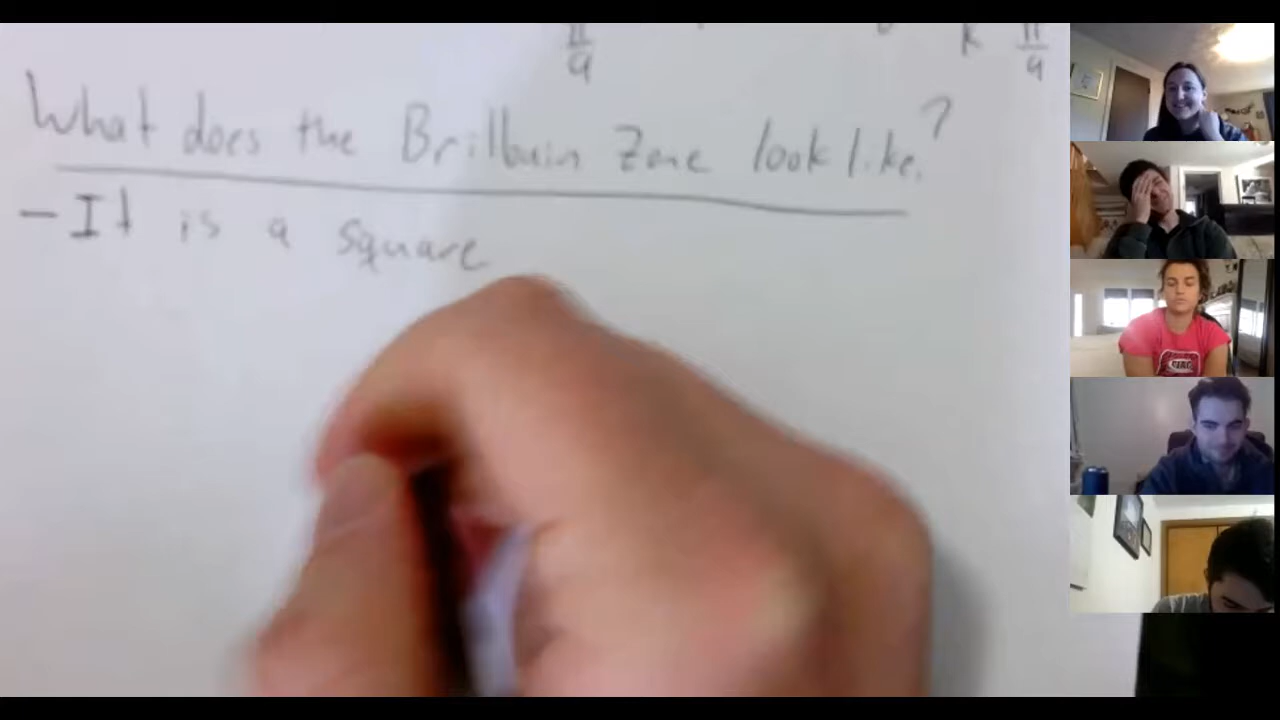 π/a k π/a
What does the Brillouin Zone look like?
- It is a square